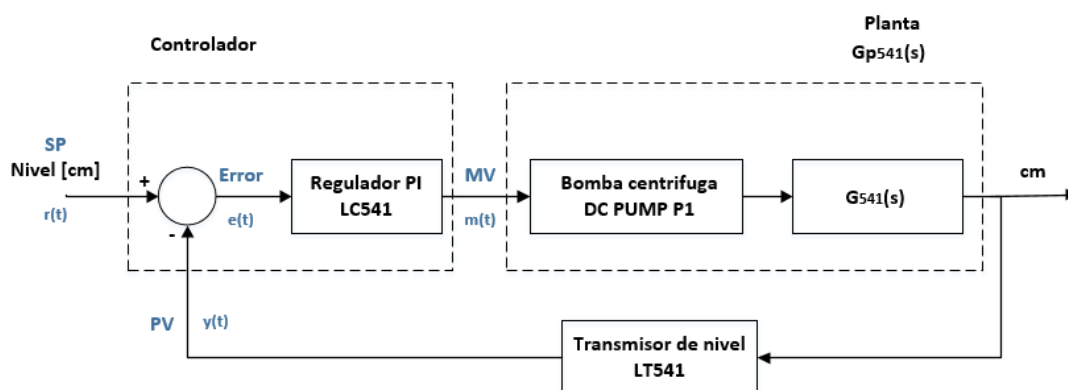 Planta
Gp541(s)
Controlador
SP
Nivel [cm]
r(t)
+
-
Error
e(t)
Regulador PI
LC541
MV
m(t)
Bomba centrifuga
DC PUMP P1
G541(s)
cm
PV
y(t)
Transmisor de nivel
LT541